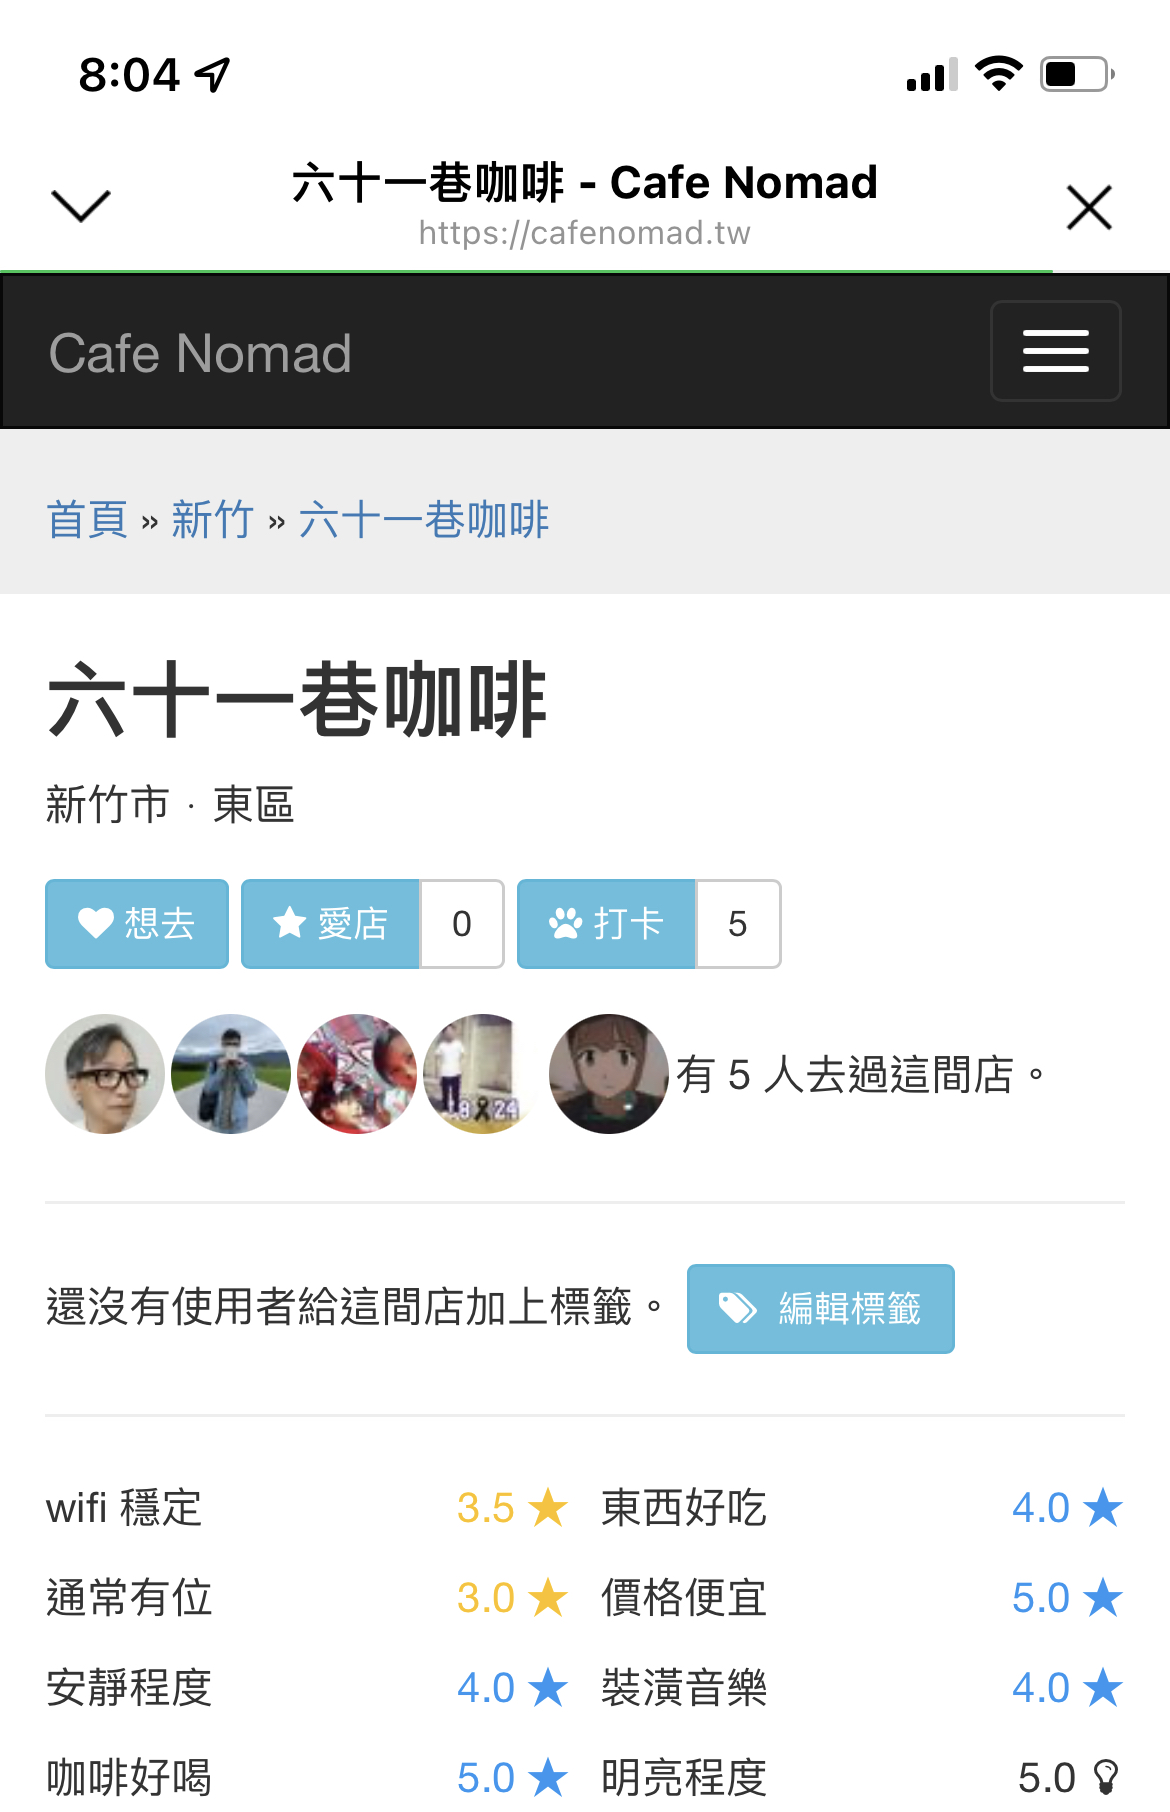 8:04
六十一巷咖啡 - Cafe Nomad
https://cafenomad.tw
Cafe Nomad
首頁 » 新竹 » 六十一巷咖啡
六十一巷咖啡
新竹市 · 東區
想去 愛店 0 打卡 5
8 24
有 5 人去過這間店。
還沒有使用者給這間店加上標籤。 編輯標籤
wifi 穩定 3.5 ★ 東西好吃 4.0 ★
通常有位 3.0 ★ 價格便宜 5.0 ★
安靜程度 4.0 ★ 裝潢音樂 4.0 ★
咖啡好喝 5.0 ★ 明亮程度 5.0